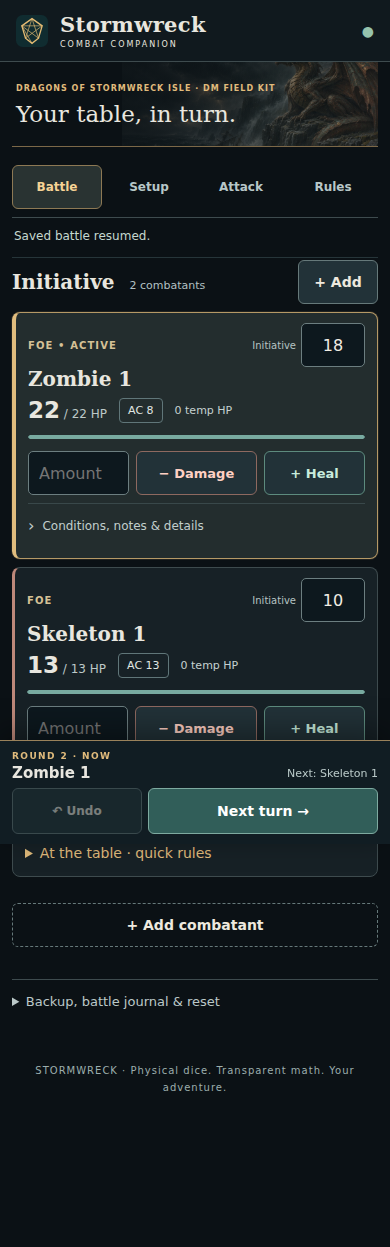 Stormwreck
COMBAT COMPANION
DRAGONS OF STORMWRECK ISLE · DM FIELD KIT
Your table, in turn.
Battle Setup Attack Rules
Saved battle resumed.
Initiative 2 combatants + Add
FOE • ACTIVE Initiative 18
Zombie 1
22 / 22 HP AC 8 0 temp HP
Amount − Damage + Heal
› Conditions, notes & details
FOE Initiative 10
Skeleton 1
13 / 13 HP AC 13 0 temp HP
Amount − Damage + Heal
ROUND 2 · NOW
Zombie 1 Next: Skeleton 1
↶ Undo Next turn →
▶ At the table · quick rules
+ Add combatant
▶ Backup, battle journal & reset
STORMWRECK · Physical dice. Transparent math. Your
adventure.